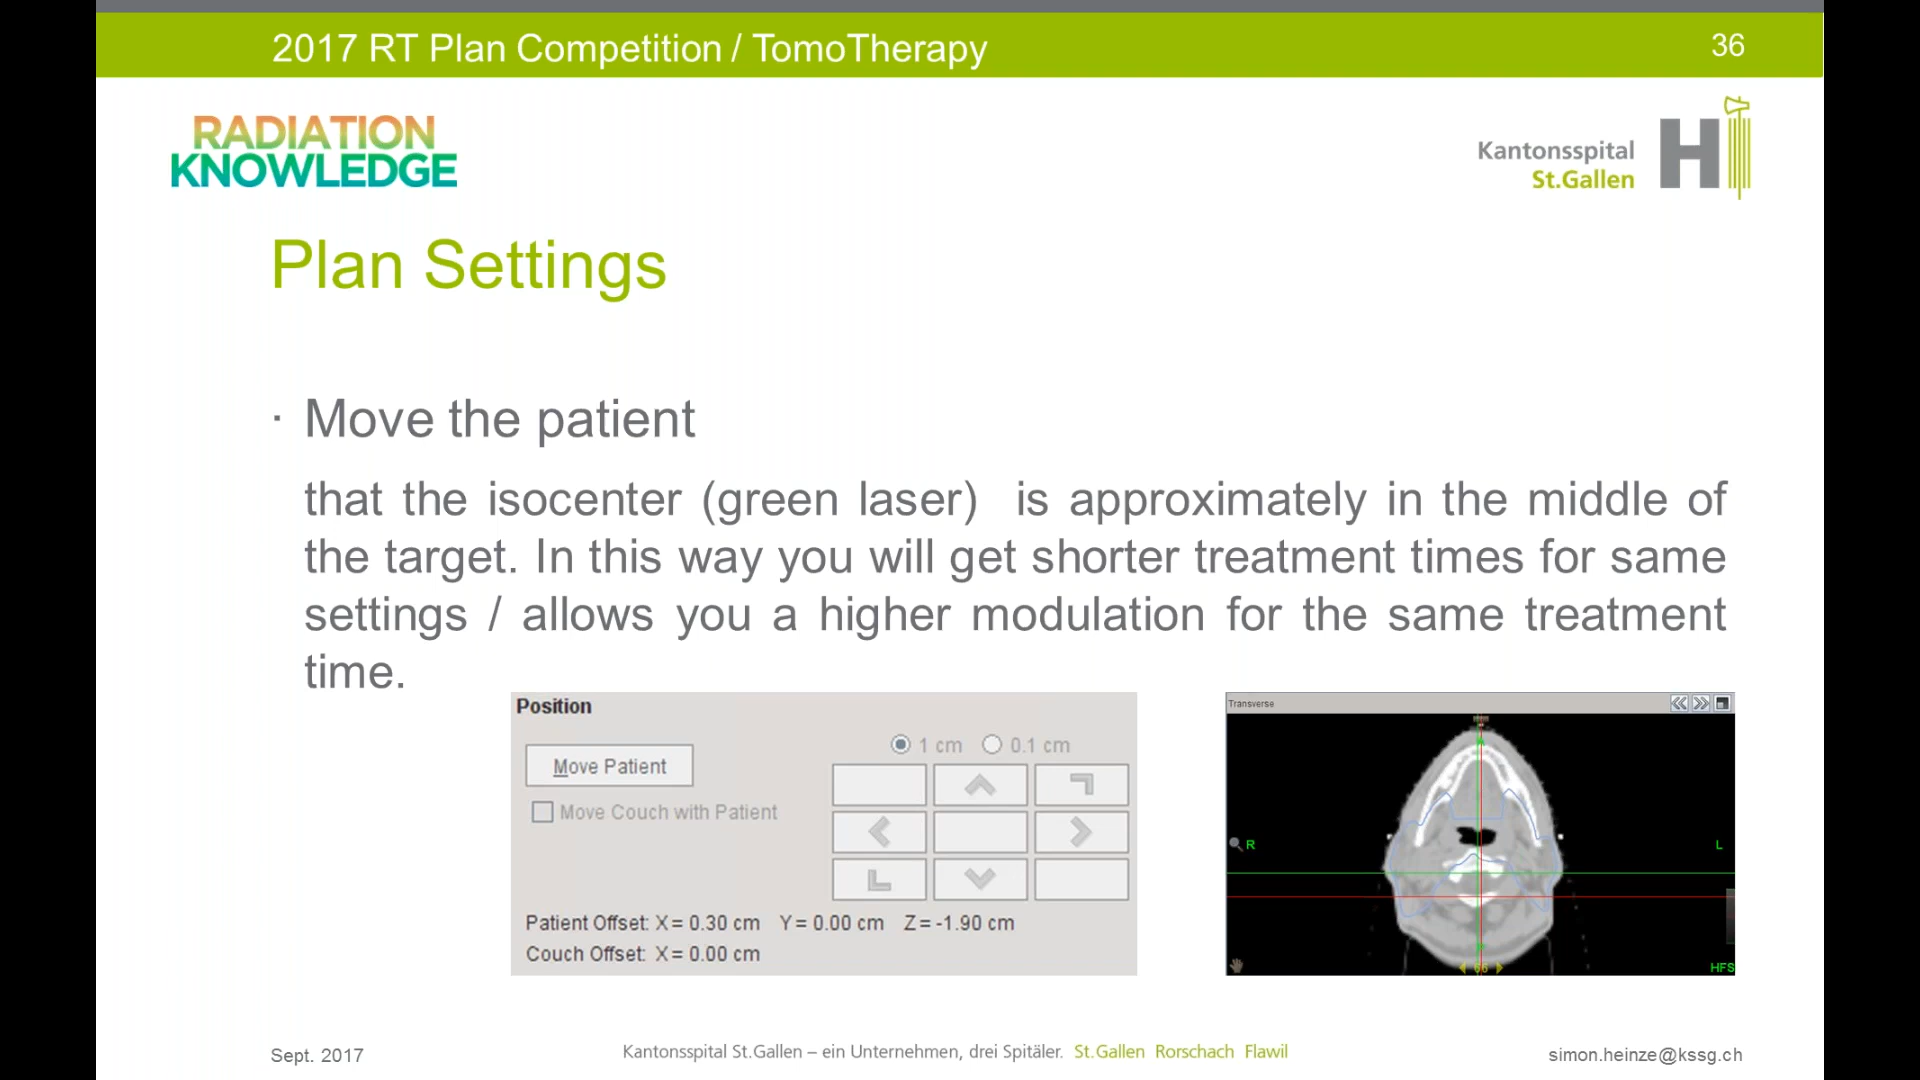 2017 RT Plan Competition / TomoTherapy
36
RADIATION
KNOWLEDGE
Kantonsspital
St.Gallen
Plan Settings
· Move the patient
that the isocenter (green laser) is approximately in the middle of
the target. In this way you will get shorter treatment times for same
settings / allows you a higher modulation for the same treatment
time.
Position
Move Patient
Move Couch with Patient
1 cm 0.1 cm
Patient Offset: X = 0.30 cm Y = 0.00 cm Z = -1.90 cm
Couch Offset: X = 0.00 cm
Transverse
R
L
66
HFS
Sept. 2017
Kantonsspital St.Gallen – ein Unternehmen, drei Spitäler. St.Gallen Rorschach Flawil
simon.heinze@kssg.ch